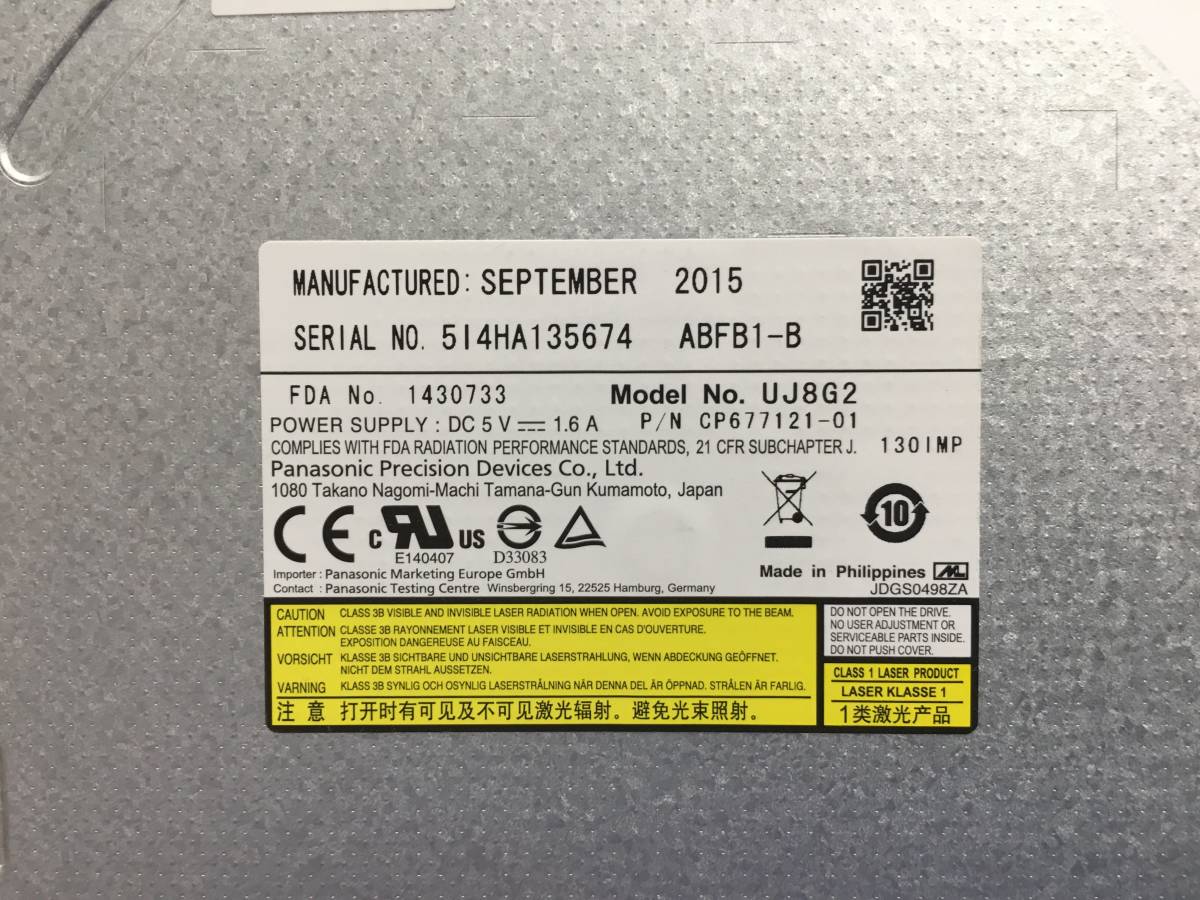 MANUFACTURED: SEPTEMBER 2015
SERIAL NO. 5I4HA135674 ABFB1-B
FDA No. 1430733 Model No. UJ8G2
POWER SUPPLY : DC 5 V ⎓ 1.6 A P/N CP677121-01
COMPLIES WITH FDA RADIATION PERFORMANCE STANDARDS, 21 CFR SUBCHAPTER J. 130IMP
Panasonic Precision Devices Co., Ltd.
1080 Takano Nagomi-Machi Tamana-Gun Kumamoto, Japan
CE c RU US
10
E140407 D33083
Importer : Panasonic Marketing Europe GmbH
Contact : Panasonic Testing Centre Winsbergring 15, 22525 Hamburg, Germany
Made in Philippines
JDGS0498ZA
CAUTION CLASS 3B VISIBLE AND INVISIBLE LASER RADIATION WHEN OPEN. AVOID EXPOSURE TO THE BEAM.
ATTENTION CLASSE 3B RAYONNEMENT LASER VISIBLE ET INVISIBLE EN CAS D'OUVERTURE.
EXPOSITION DANGEREUSE AU FAISCEAU.
VORSICHT KLASSE 3B SICHTBARE UND UNSICHTBARE LASERSTRAHLUNG, WENN ABDECKUNG GEÖFFNET.
NICHT DEM STRAHL AUSSETZEN.
VARNING KLASS 3B SYNLIG OCH OSYNLIG LASERSTRÅLNING NÄR DENNA DEL ÄR ÖPPNAD. STRÅLEN ÄR FARLIG.
注意 打开时有可见及不可见激光辐射。避免光束照射。
DO NOT OPEN THE DRIVE.
NO USER ADJUSTMENT OR
SERVICEABLE PARTS INSIDE.
DO NOT PUSH COVER.
CLASS 1 LASER PRODUCT
LASER KLASSE 1
1类激光产品